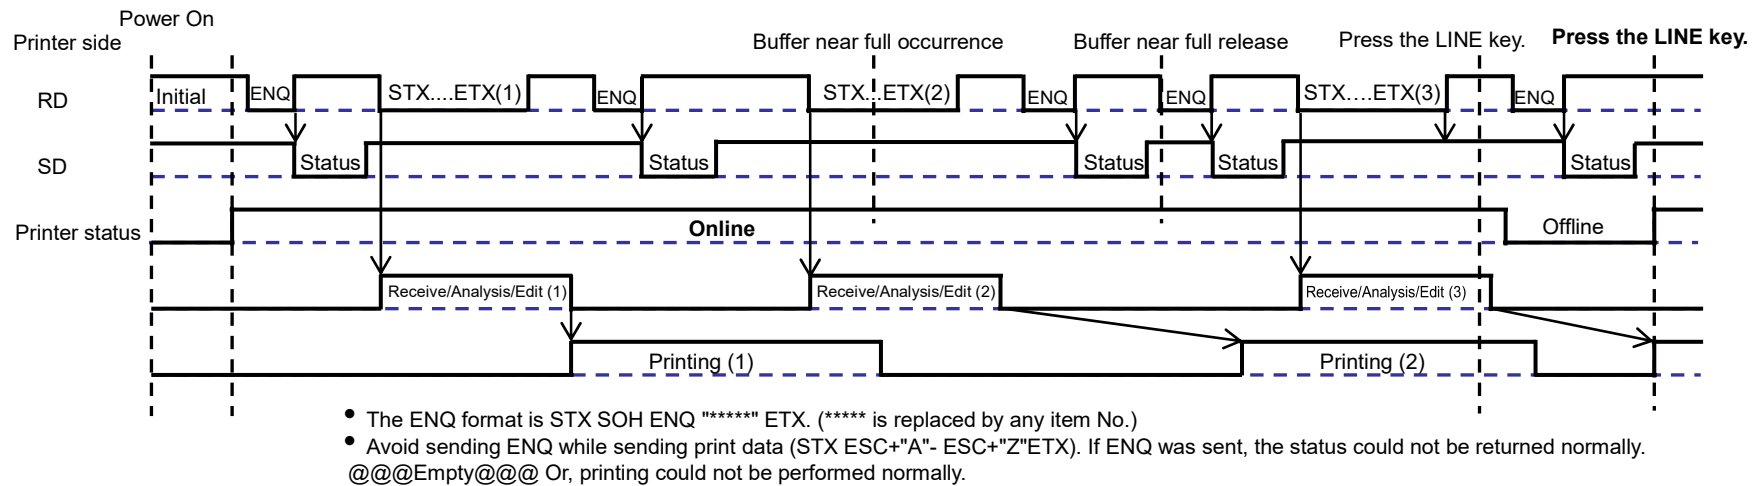 Power On
Printer side
Buffer near full occurrence
Buffer near full release
Press the LINE key.
Press the LINE key.
RD
Initial
ENQ
STX....ETX(1)
ENQ
STX...ETX(2)
ENQ
ENQ
STX....ETX(3)
ENQ
SD
Status
Status
Status
Status
Status
Printer status
Online
Offline
Receive/Analysis/Edit (1)
Receive/Analysis/Edit (2)
Receive/Analysis/Edit (3)
Printing (1)
Printing (2)
• The ENQ format is STX SOH ENQ "*****" ETX. (***** is replaced by any item No.)
• Avoid sending ENQ while sending print data (STX ESC+"A"- ESC+"Z"ETX). If ENQ was sent, the status could not be returned normally.
@@@Empty@@@ Or, printing could not be performed normally.